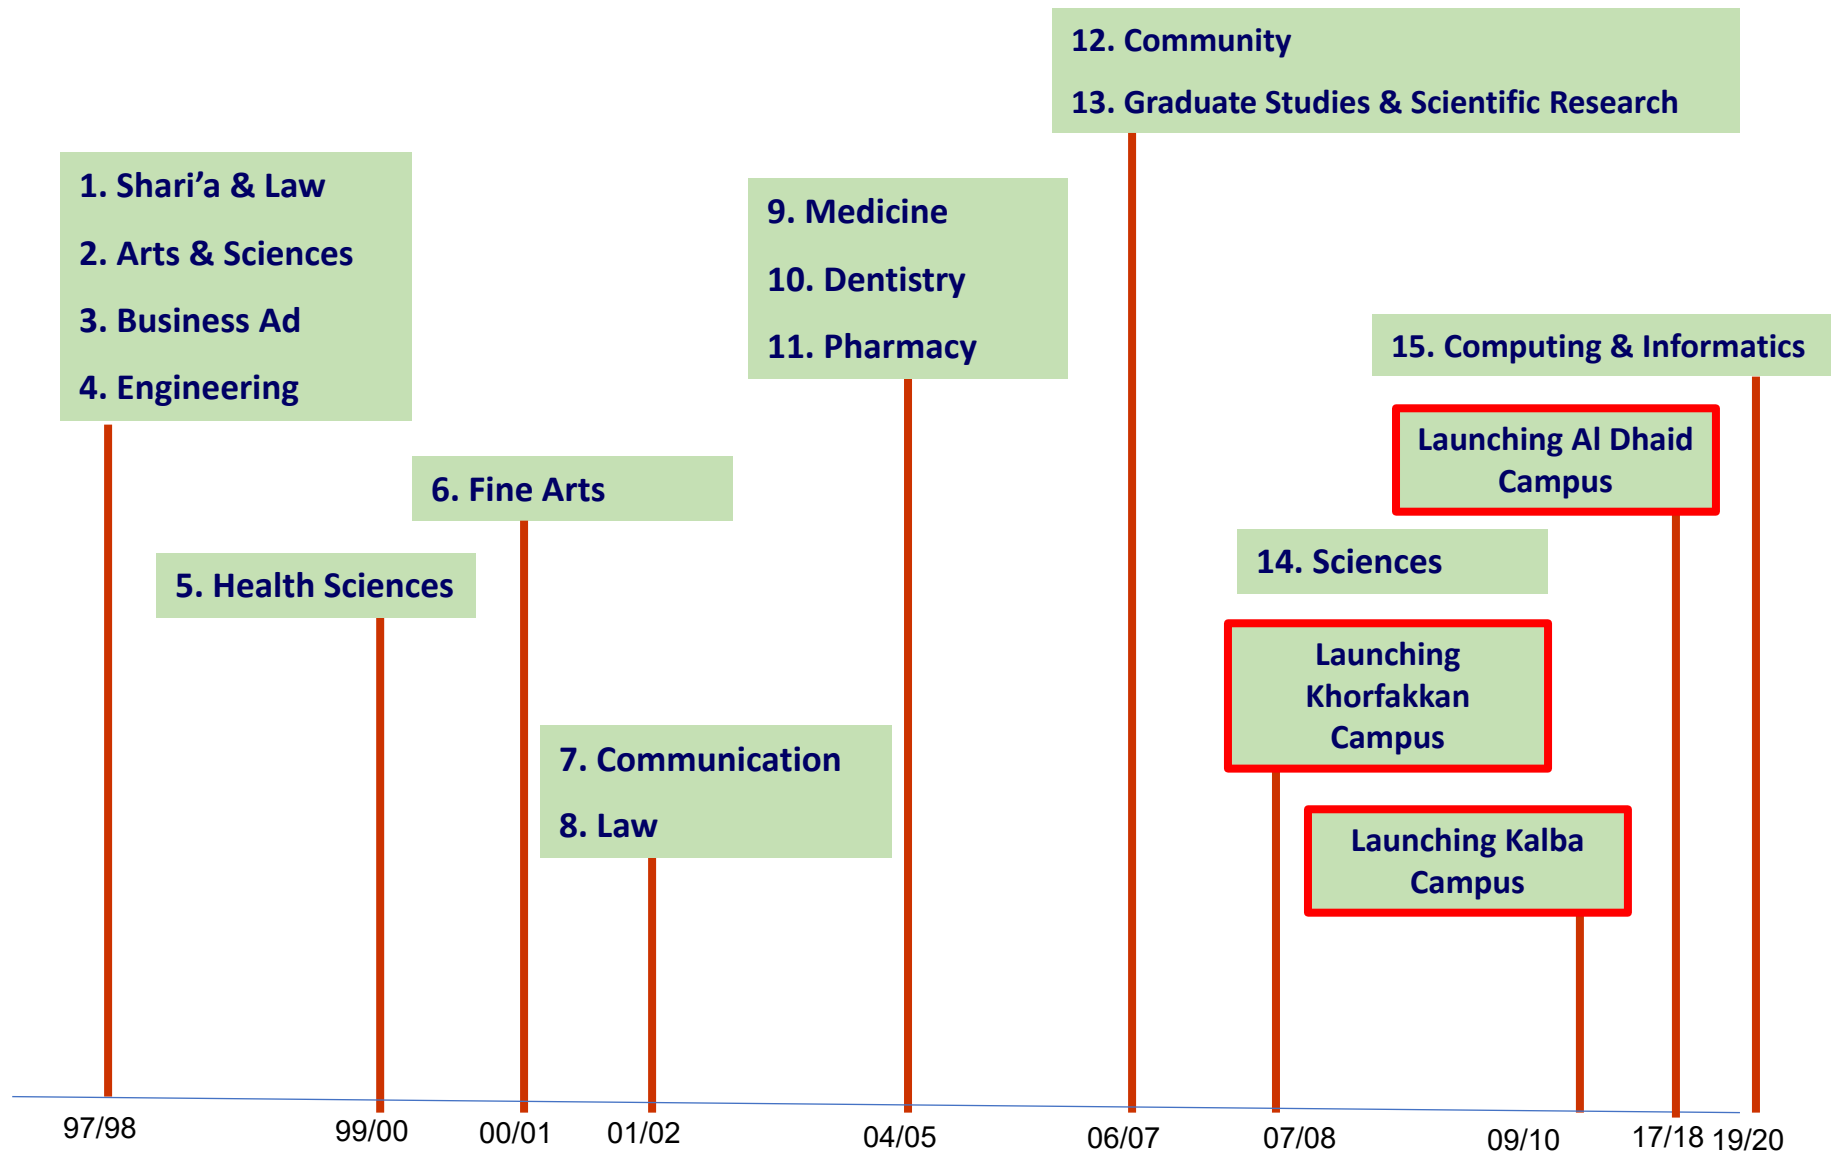 12. Community
13. Graduate Studies & Scientific Research
1. Shari’a & Law
2. Arts & Sciences
3. Business Ad
4. Engineering
9. Medicine
10. Dentistry
11. Pharmacy
15. Computing & Informatics
Launching Al Dhaid
Campus
6. Fine Arts
14. Sciences
5. Health Sciences
Launching
Khorfakkan
Campus
7. Communication
8. Law
Launching Kalba
Campus
97/98
99/00
00/01
01/02
04/05
06/07
07/08
09/10
17/18
19/20